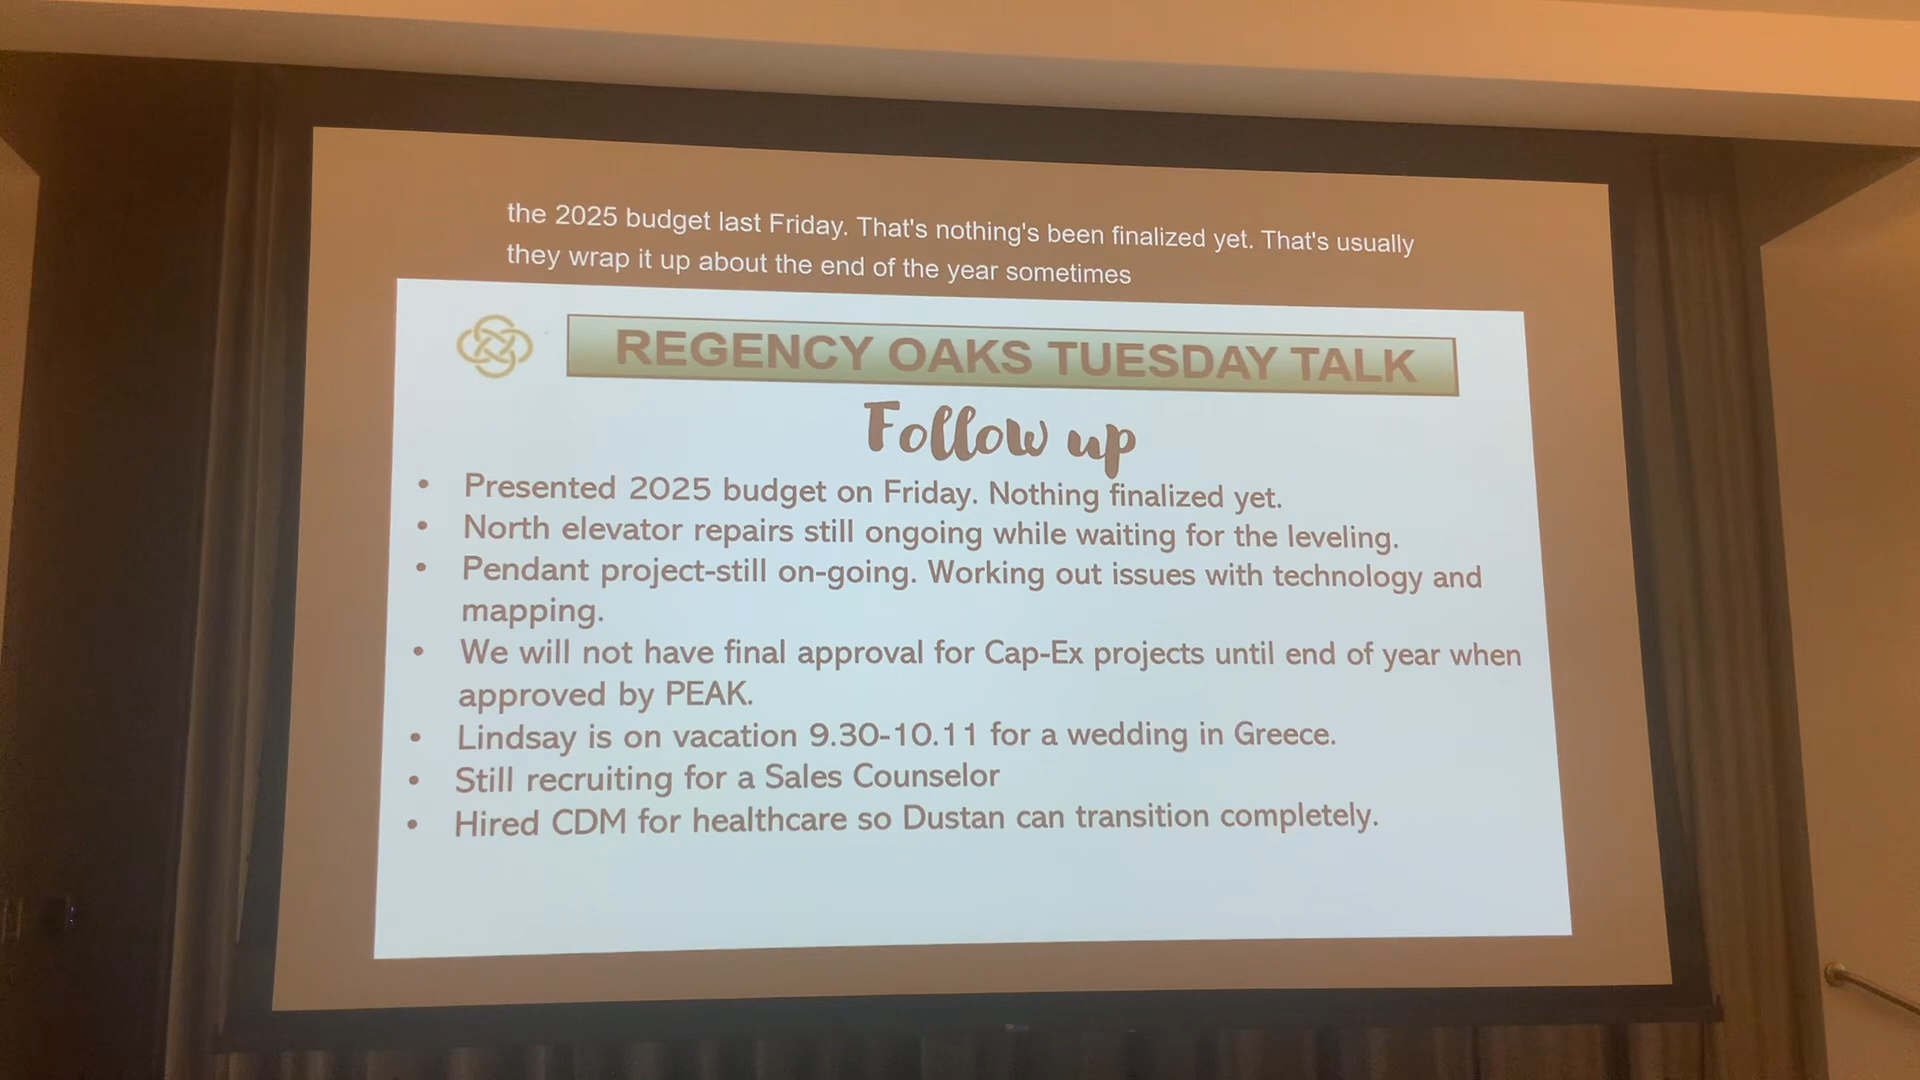 the 2025 budget last Friday. That's nothing's been finalized yet. That's usually
they wrap it up about the end of the year sometimes
REGENCY OAKS TUESDAY TALK
Follow up
• Presented 2025 budget on Friday. Nothing finalized yet.
• North elevator repairs still ongoing while waiting for the leveling.
• Pendant project-still on-going. Working out issues with technology and
mapping.
• We will not have final approval for Cap-Ex projects until end of year when
approved by PEAK.
• Lindsay is on vacation 9.30-10.11 for a wedding in Greece.
• Still recruiting for a Sales Counselor
• Hired CDM for healthcare so Dustan can transition completely.